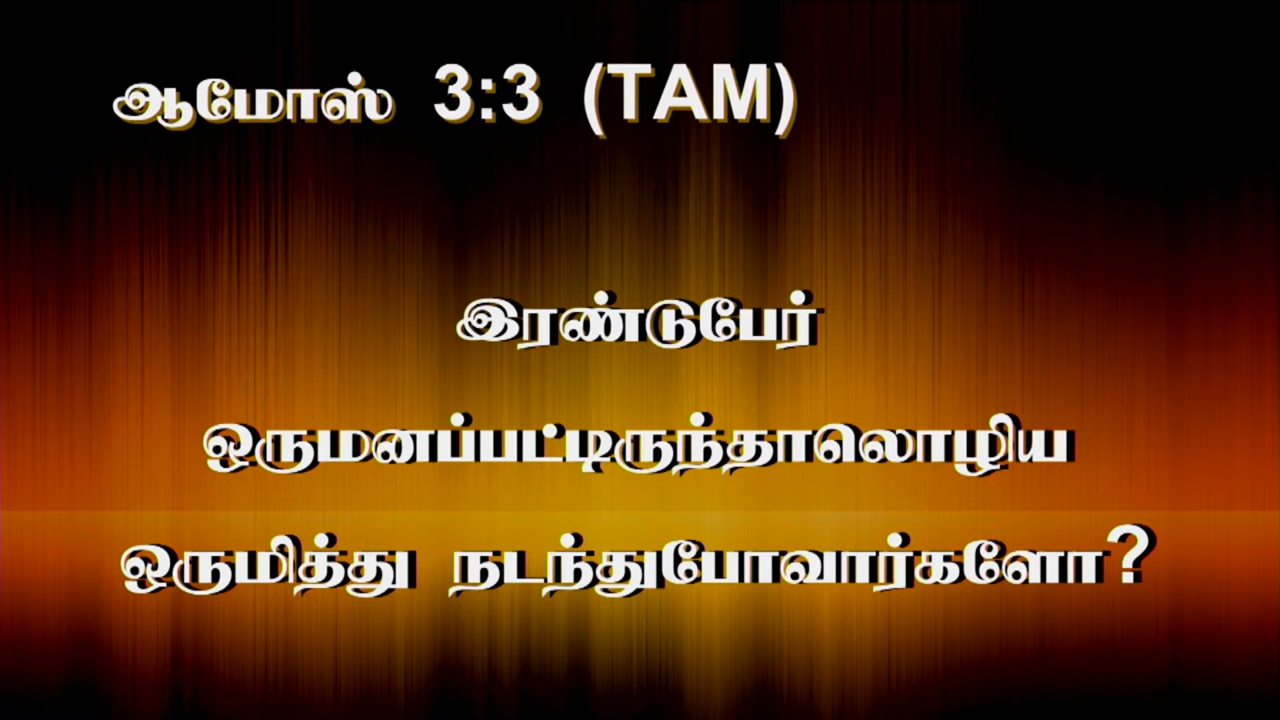 ஆமோஸ் 3:3 (TAM)
இரண்டுபேர்
ஒருமனப்பட்டிருந்தாலொழிய
ஒருமித்து நடந்துபோவார்களோ?